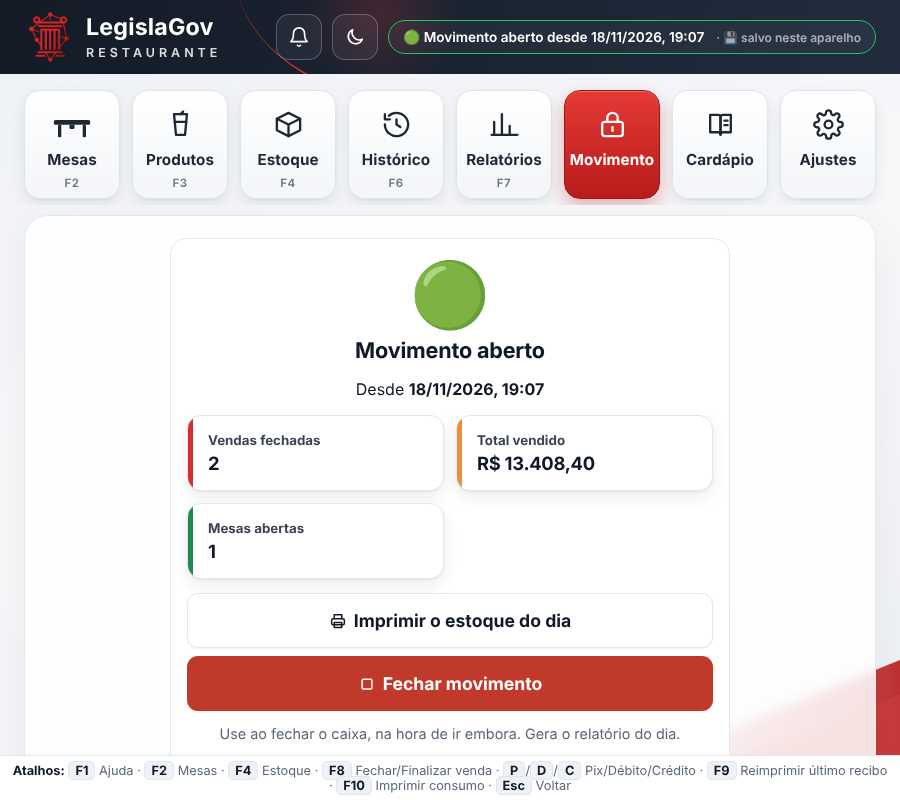 LegislaGov
RESTAURANTE
Movimento aberto desde 18/11/2026, 19:07 · salvo neste aparelho
Mesas
F2
Produtos
F3
Estoque
F4
Histórico
F6
Relatórios
F7
Movimento
Cardápio
Ajustes
Movimento aberto
Desde 18/11/2026, 19:07
Vendas fechadas
2
Total vendido
R$ 13.408,40
Mesas abertas
1
Imprimir o estoque do dia
Fechar movimento
Use ao fechar o caixa, na hora de ir embora. Gera o relatório do dia.
Atalhos: F1 Ajuda · F2 Mesas · F4 Estoque · F8 Fechar/Finalizar venda · P / D / C Pix/Débito/Crédito · F9 Reimprimir último recibo
· F10 Imprimir consumo · Esc Voltar